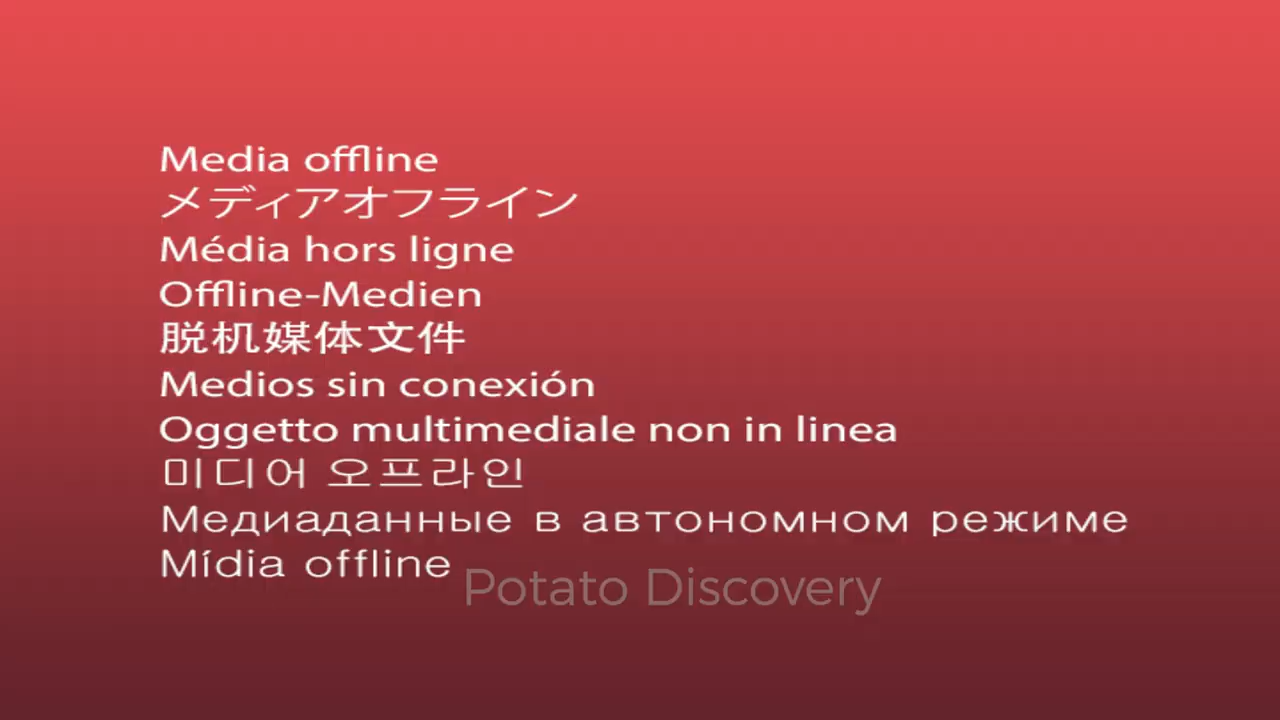 Media offline
メディアオフライン
Média hors ligne
Offline-Medien
脱机媒体文件
Medios sin conexión
Oggetto multimediale non in linea
미디어 오프라인
Медиаданные в автономном режиме
Mídia offline
Potato Discovery